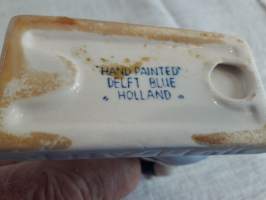 "HAND PAINTED"
DELFT BLUE
" HOLLAND "